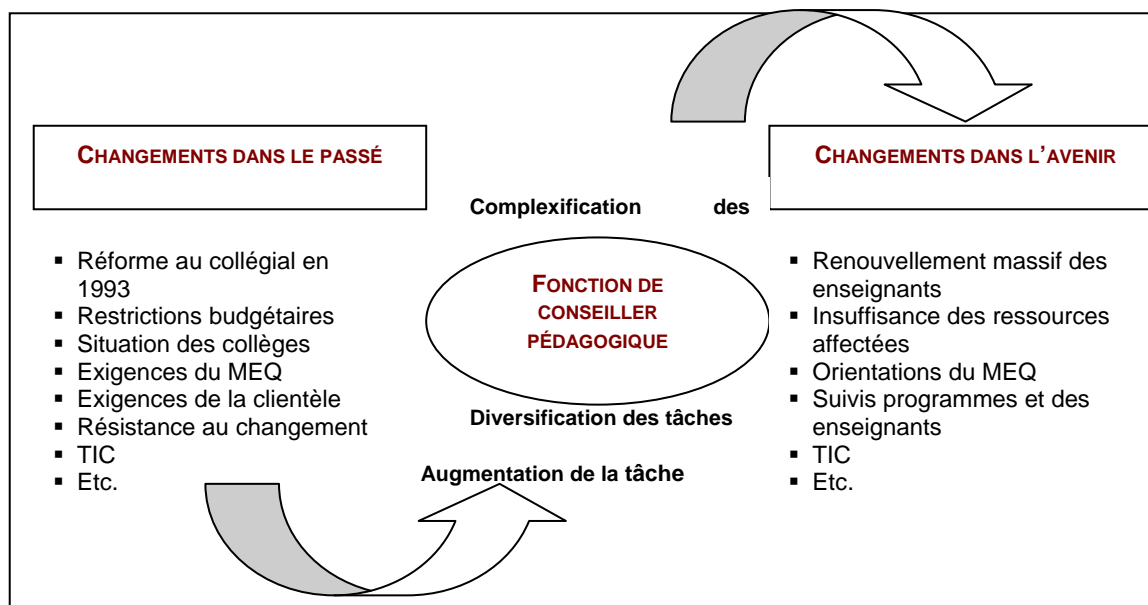 CHANGEMENTS DANS LE PASSÉ
▪ Réforme au collégial en
1993
▪ Restrictions budgétaires
▪ Situation des collèges
▪ Exigences du MEQ
▪ Exigences de la clientèle
▪ Résistance au changement
▪ TIC
▪ Etc.
Complexification des
FONCTION DE
CONSEILLER
PÉDAGOGIQUE
Diversification des tâches
Augmentation de la tâche
CHANGEMENTS DANS L'AVENIR
▪ Renouvellement massif des
enseignants
▪ Insuffisance des ressources
affectées
▪ Orientations du MEQ
▪ Suivis programmes et des
enseignants
▪ TIC
▪ Etc.